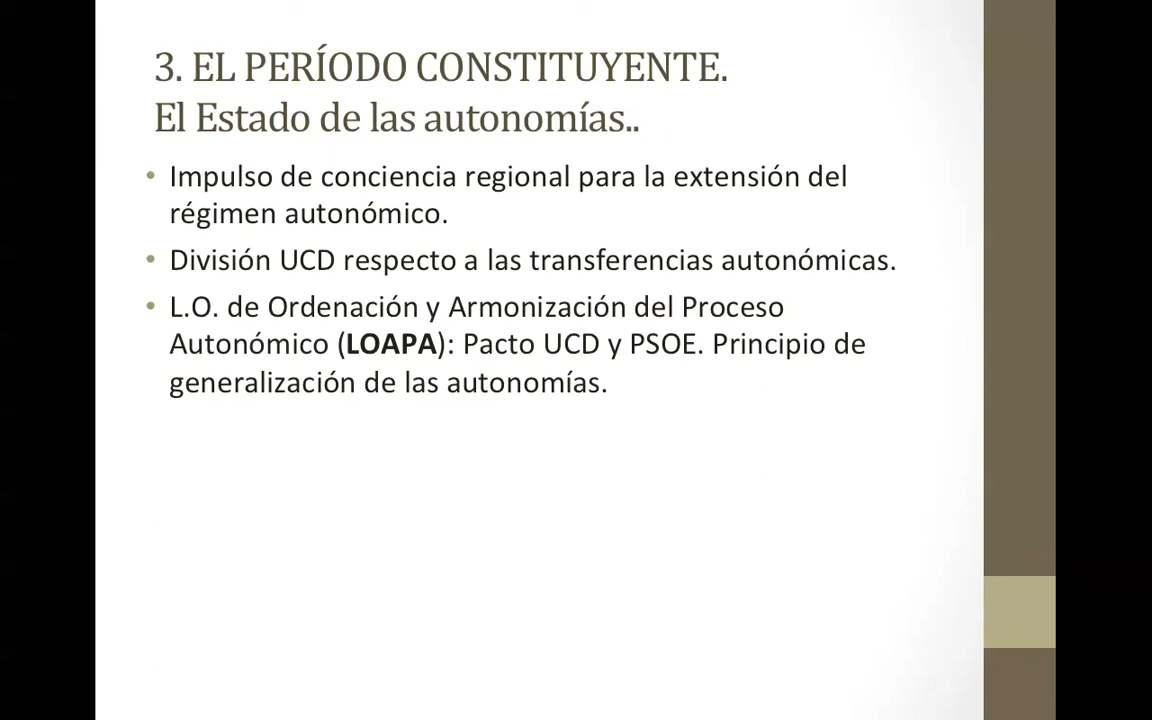 3. EL PERÍODO CONSTITUYENTE.
El Estado de las autonomías..
• Impulso de conciencia regional para la extensión del
régimen autonómico.
• División UCD respecto a las transferencias autonómicas.
• L.O. de Ordenación y Armonización del Proceso
Autonómico (LOAPA): Pacto UCD y PSOE. Principio de
generalización de las autonomías.